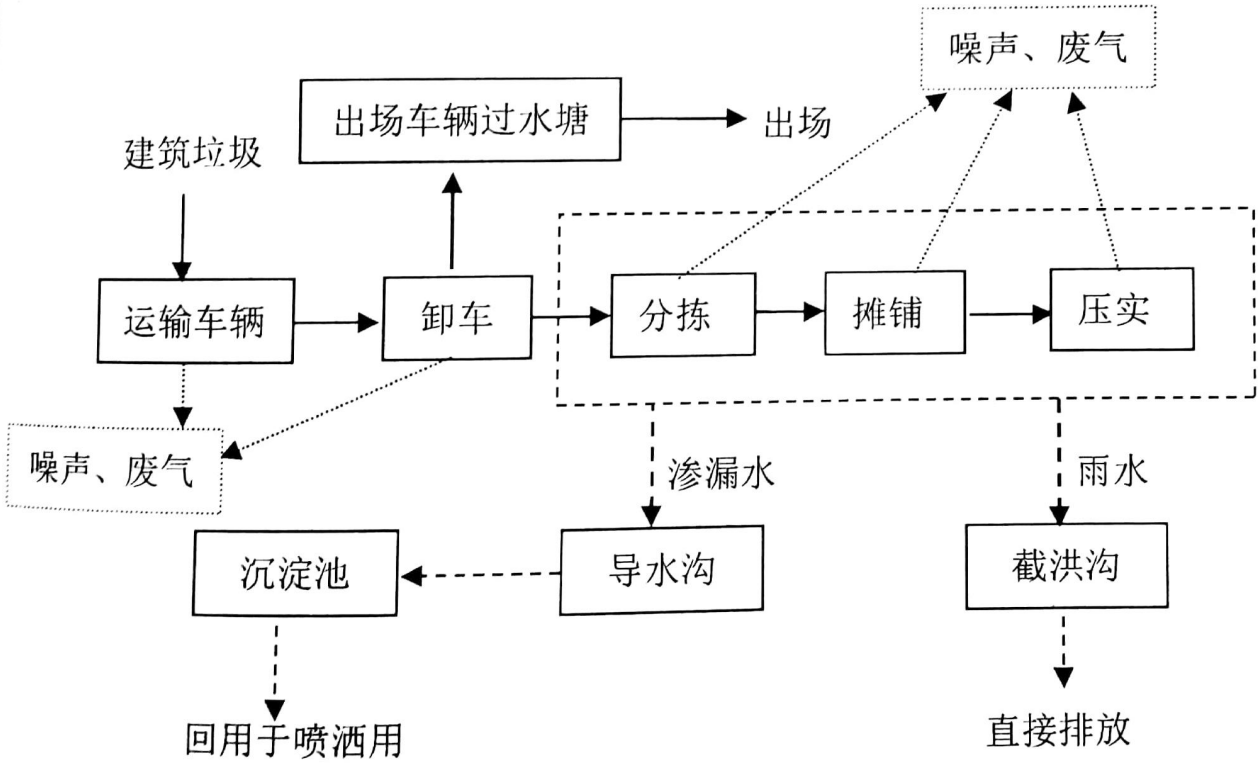 噪声、废气
出场车辆过水塘
出场
建筑垃圾
运输车辆
卸车
分拣
摊铺
压实
噪声、废气
渗漏水
雨水
沉淀池
导水沟
截洪沟
回用于喷洒用
直接排放